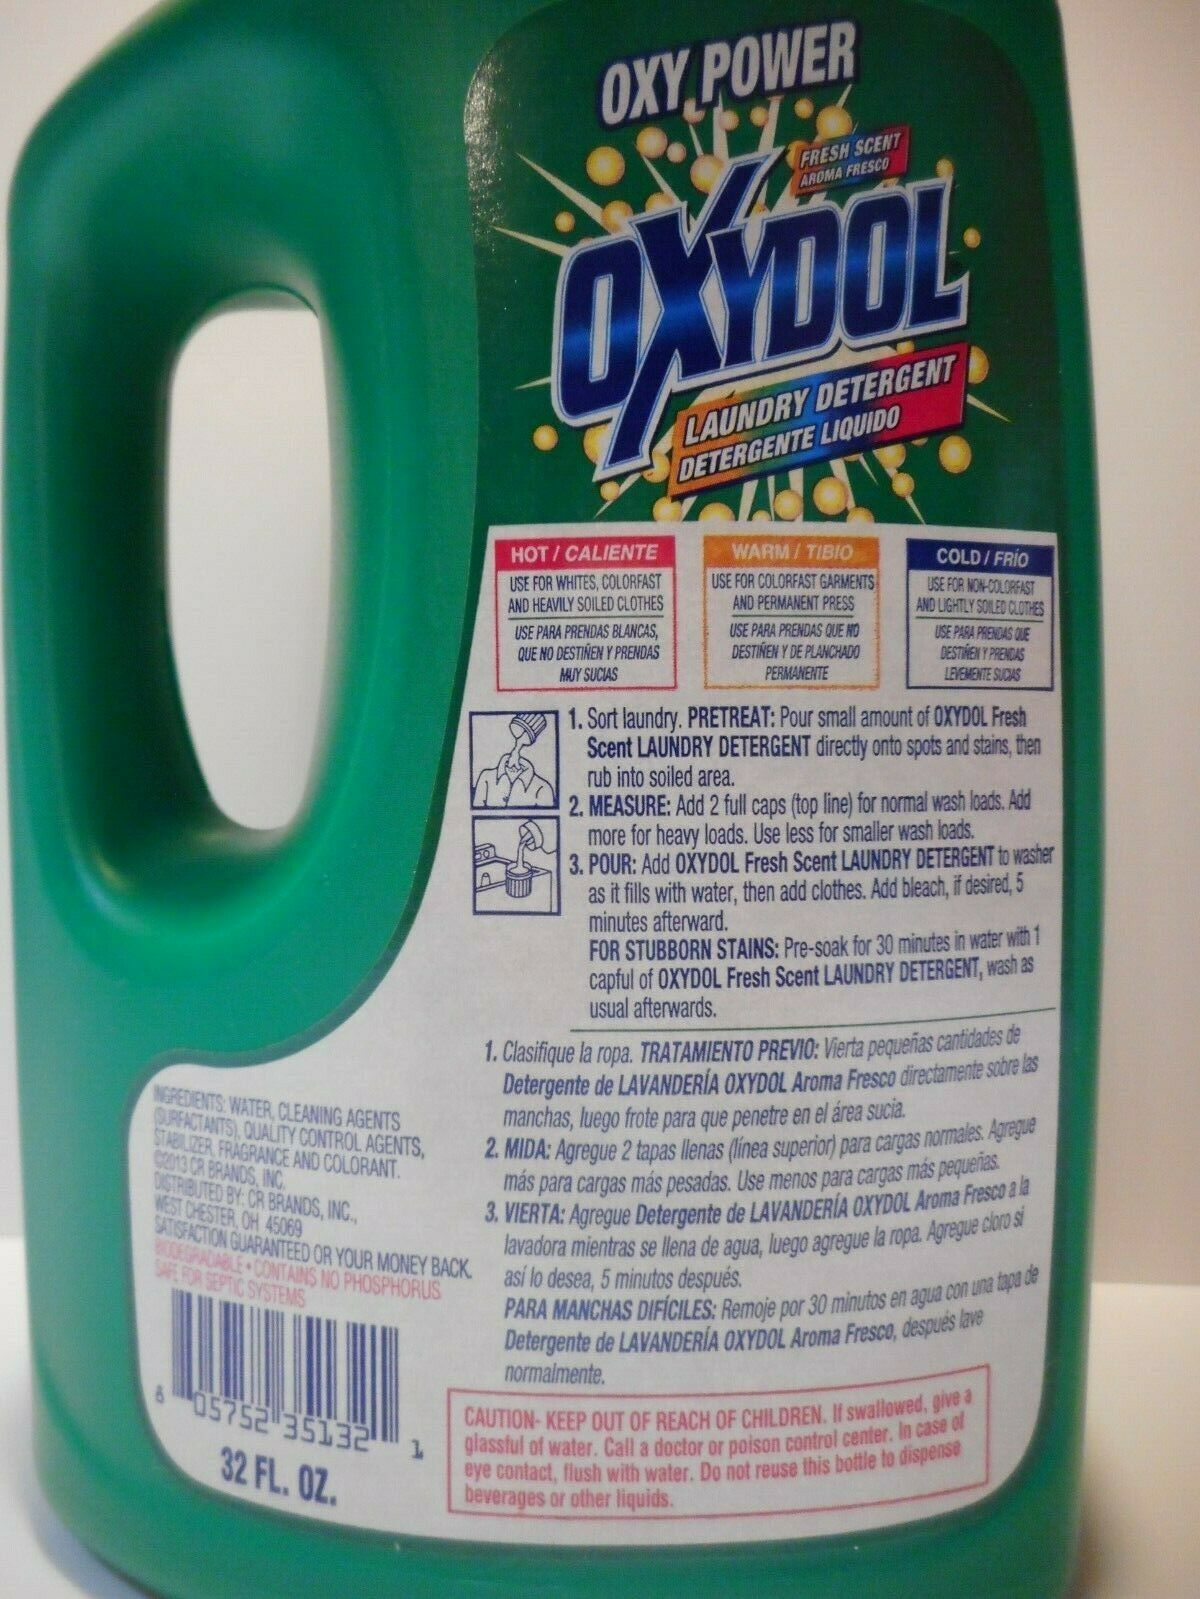 OXY POWER
FRESH SCENT
AROMA FRESCO
OXYDOL
LAUNDRY DETERGENT
DETERGENTE LIQUIDO
HOT / CALIENTE
USE FOR WHITES, COLORFAST
AND HEAVILY SOILED CLOTHES
USE PARA PRENDAS BLANCAS,
QUE NO DESTIÑEN Y PRENDAS
MUY SUCIAS
WARM / TIBIO
USE FOR COLORFAST GARMENTS
AND PERMANENT PRESS
USE PARA PRENDAS QUE NO
DESTIÑEN Y DE PLANCHADO
PERMANENTE
COLD / FRÍO
USE FOR NON-COLORFAST
AND LIGHTLY SOILED CLOTHES
USE PARA PRENDAS QUE
DESTIÑEN Y PRENDAS
LEVEMENTE SUCIAS
1. Sort laundry. PRETREAT: Pour small amount of OXYDOL Fresh
Scent LAUNDRY DETERGENT directly onto spots and stains, then
rub into soiled area.
2. MEASURE: Add 2 full caps (top line) for normal wash loads. Add
more for heavy loads. Use less for smaller wash loads.
3. POUR: Add OXYDOL Fresh Scent LAUNDRY DETERGENT to washer
as it fills with water, then add clothes. Add bleach, if desired, 5
minutes afterward.
FOR STUBBORN STAINS: Pre-soak for 30 minutes in water with 1
capful of OXYDOL Fresh Scent LAUNDRY DETERGENT, wash as
usual afterwards.
1. Clasifique la ropa. TRATAMIENTO PREVIO: Vierta pequeñas cantidades de
Detergente de LAVANDERÍA OXYDOL Aroma Fresco directamente sobre las
manchas, luego frote para que penetre en el área sucia.
2. MIDA: Agregue 2 tapas llenas (línea superior) para cargas normales. Agregue
más para cargas más pesadas. Use menos para cargas más pequeñas.
3. VIERTA: Agregue Detergente de LAVANDERÍA OXYDOL Aroma Fresco a la
lavadora mientras se llena de agua, luego agregue la ropa. Agregue cloro si
así lo desea, 5 minutos después.
PARA MANCHAS DIFÍCILES: Remoje por 30 minutos en agua con una tapa de
Detergente de LAVANDERÍA OXYDOL Aroma Fresco, después lave
normalmente.
INGREDIENTS: WATER, CLEANING AGENTS
(SURFACTANTS), QUALITY CONTROL AGENTS,
STABILIZER, FRAGRANCE AND COLORANT.
©2013 CR BRANDS, INC.
DISTRIBUTED BY: CR BRANDS, INC.,
WEST CHESTER, OH 45069
SATISFACTION GUARANTEED OR YOUR MONEY BACK.
BIODEGRADABLE • CONTAINS NO PHOSPHORUS
SAFE FOR SEPTIC SYSTEMS
6 05752 35132 1
32 FL. OZ.
CAUTION- KEEP OUT OF REACH OF CHILDREN. If swallowed, give a
glassful of water. Call a doctor or poison control center. In case of
eye contact, flush with water. Do not reuse this bottle to dispense
beverages or other liquids.